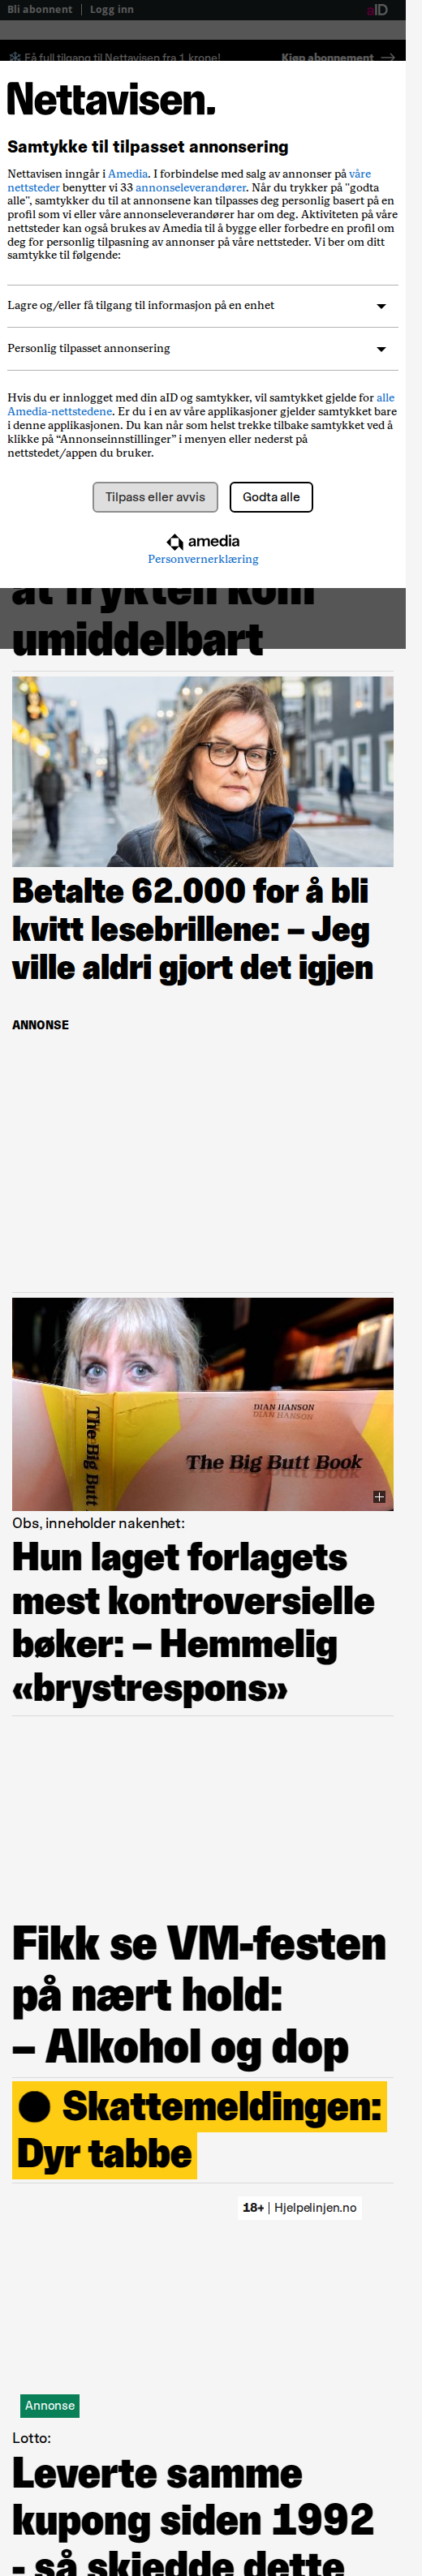 Bli abonnent | Logg inn
aID
Få full tilgang til Nettavisen fra 1 krone!
Kjøp abonnement
Nettavisen.
Samtykke til tilpasset annonsering
Nettavisen inngår i Amedia. I forbindelse med salg av annonser på våre
nettsteder benytter vi 33 annonseleverandører. Når du trykker på "godta
alle", samtykker du til at annonsene kan tilpasses deg personlig basert på en
profil som vi eller våre annonseleverandører har om deg. Aktiviteten på våre
nettsteder kan også brukes av Amedia til å bygge eller forbedre en profil om
deg for personlig tilpasning av annonser på våre nettsteder. Vi ber om ditt
samtykke til følgende:
Lagre og/eller få tilgang til informasjon på en enhet
Personlig tilpasset annonsering
Hvis du er innlogget med din aID og samtykker, vil samtykket gjelde for alle
Amedia-nettstedene. Er du i en av våre applikasjoner gjelder samtykket bare
i denne applikasjonen. Du kan når som helst trekke tilbake samtykket ved å
klikke på “Annonseinnstillinger” i menyen eller nederst på
nettstedet/appen du bruker.
Tilpass eller avvis
Godta alle
amedia
Personvernerklæring
at frykten kom
umiddelbart
Betalte 62.000 for å bli
kvitt lesebrillene: – Jeg
ville aldri gjort det igjen
ANNONSE
DIAN HANSON
DIAN HANSON
The Big Butt Book
The Big Butt
Obs, inneholder nakenhet:
Hun laget forlagets
mest kontroversielle
bøker: – Hemmelig
«brystrespons»
Fikk se VM-festen
på nært hold:
– Alkohol og dop
Skattemeldingen:
Dyr tabbe
18+ | Hjelpelinjen.no
Annonse
Lotto:
Leverte samme
kupong siden 1992
- så skjedde dette